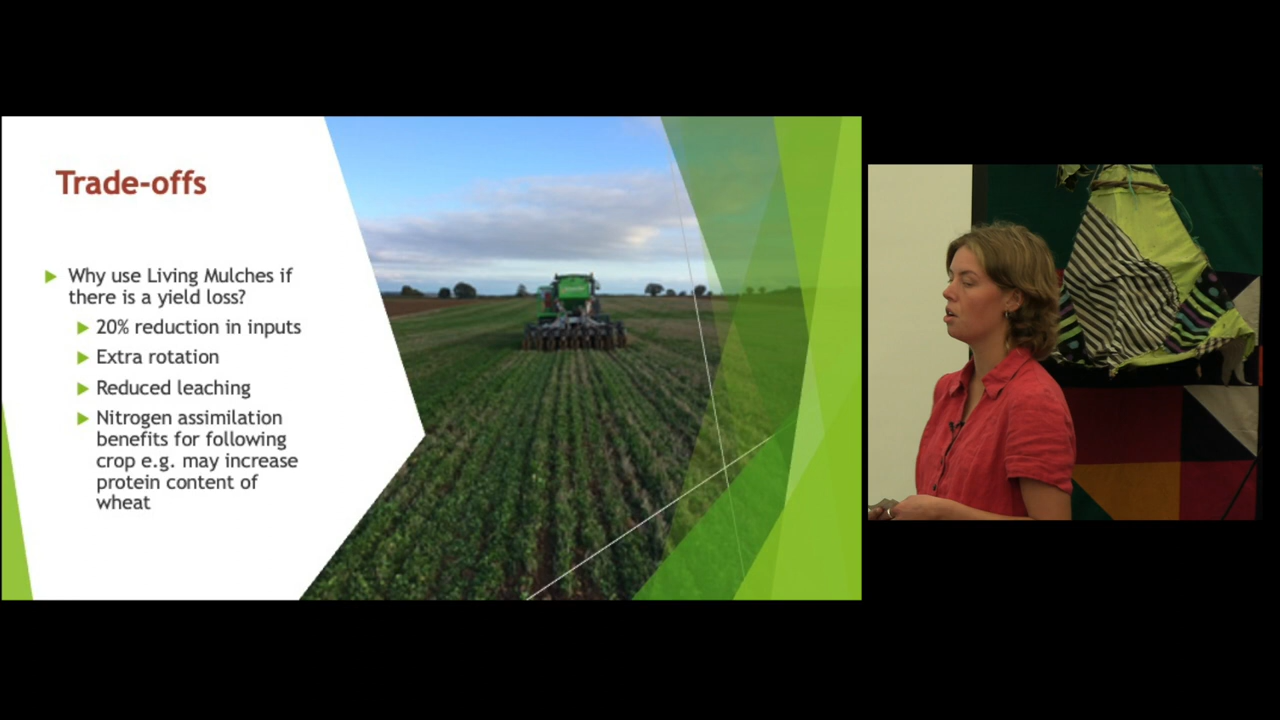 Trade-offs
Why use Living Mulches if
there is a yield loss?
20% reduction in inputs
Extra rotation
Reduced leaching
Nitrogen assimilation
benefits for following
crop e.g. may increase
protein content of
wheat